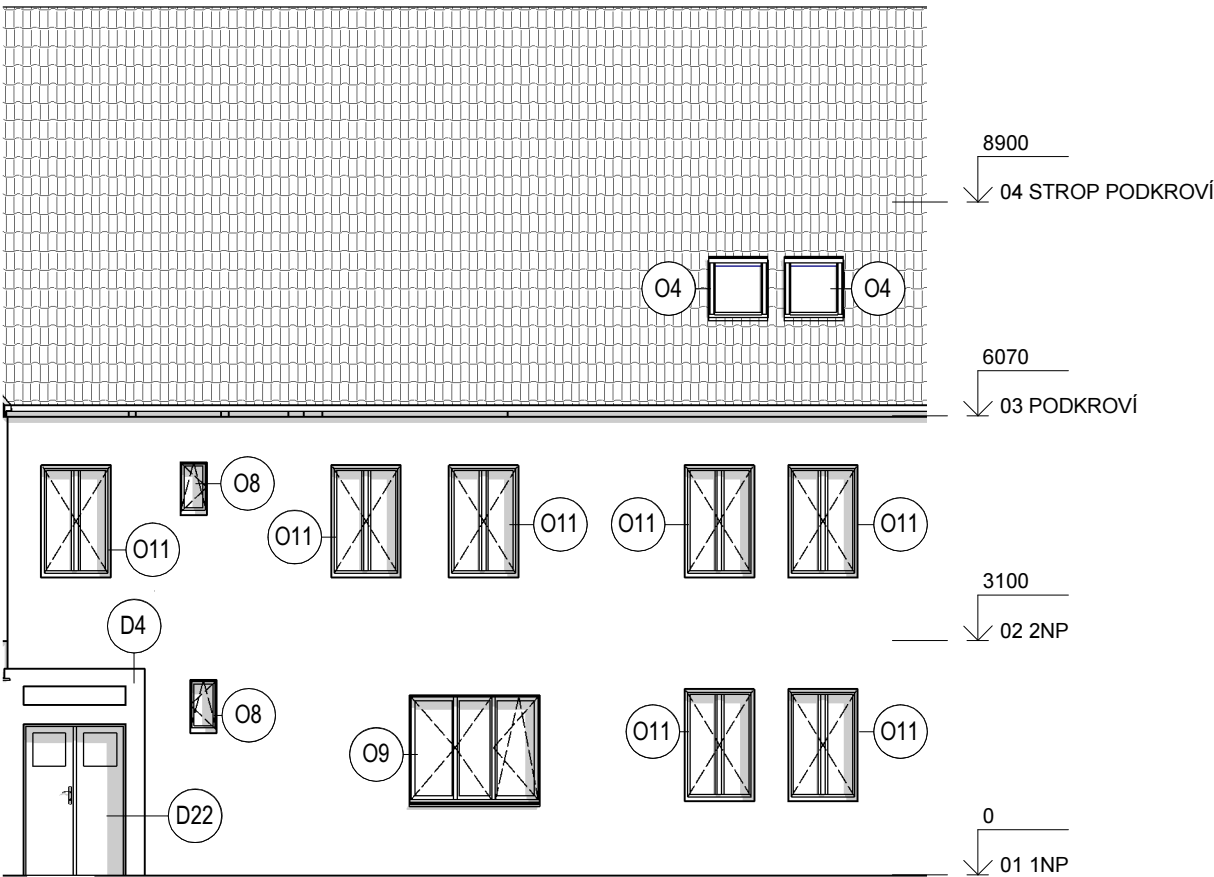 8900
04 STROP PODKROVÍ
O4
O4
6070
03 PODKROVÍ
O8
O11
O11
O11
O11
O11
3100
02 2NP
D4
O8
O9
O11
O11
D22
0
01 1NP